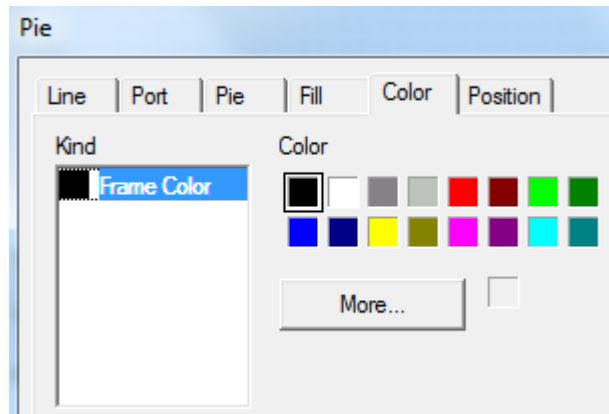 Pie
Line Port Pie Fill Color Position
Kind Color
Frame Color
More...